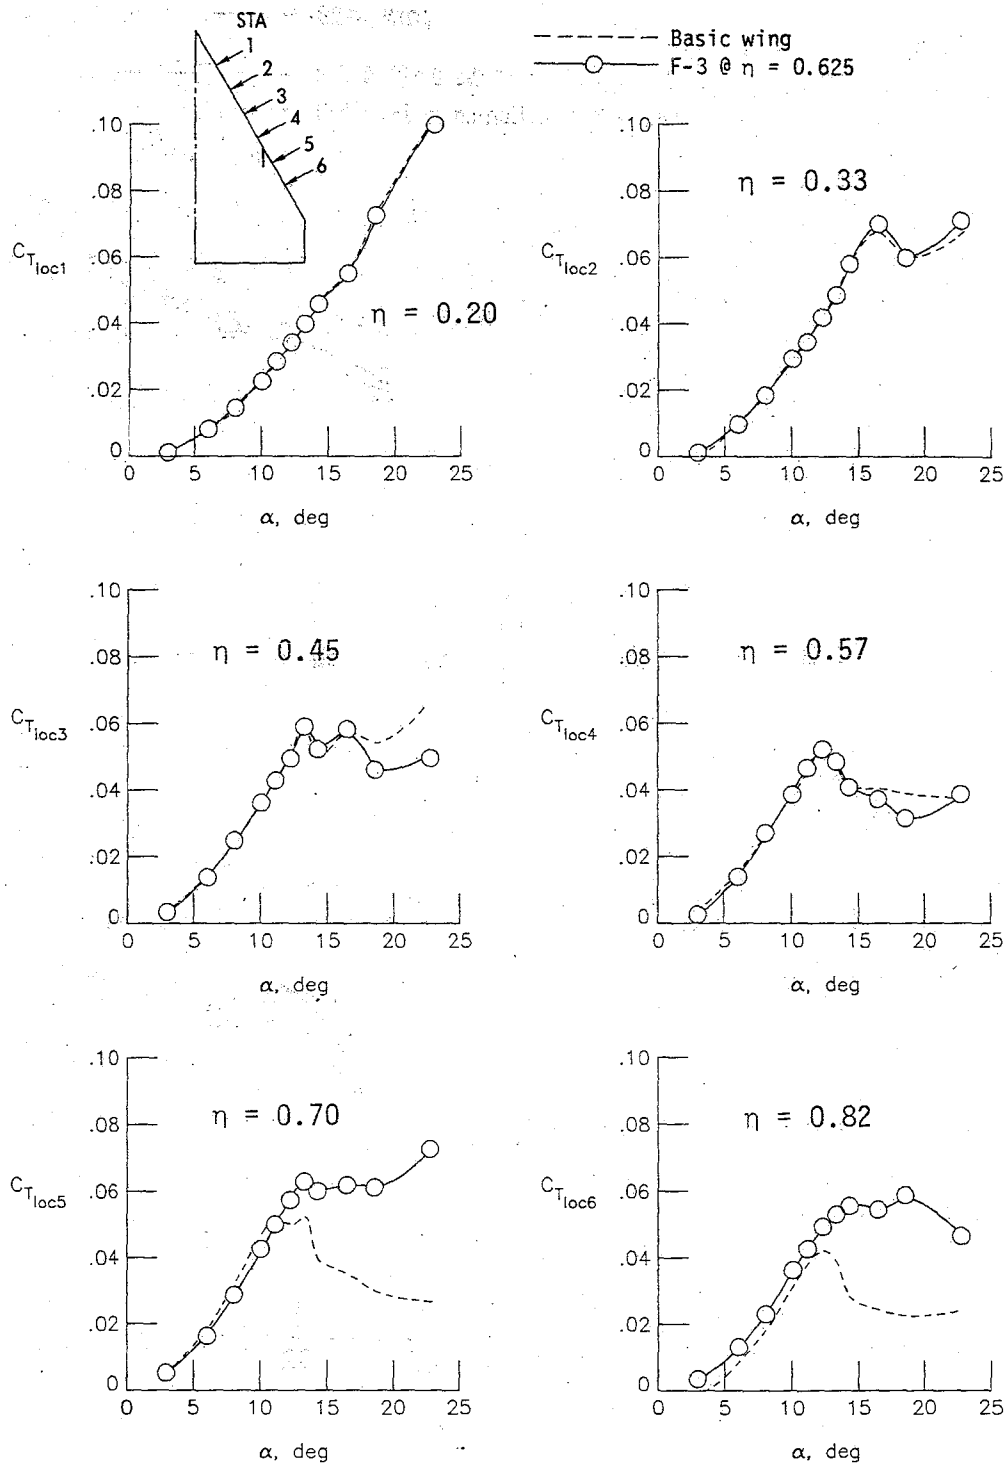 STA
1
2
3
4
5
6
Basic wing
F-3 @ η = 0.625
.10
.08
.06
.04
.02
0
C_T_loc1
η = 0.20
0 5 10 15 20 25
α, deg
.10
.08
.06
.04
.02
0
C_T_loc2
η = 0.33
0 5 10 15 20 25
α, deg
.10
.08
.06
.04
.02
0
C_T_loc3
η = 0.45
0 5 10 15 20 25
α, deg
.10
.08
.06
.04
.02
0
C_T_loc4
η = 0.57
0 5 10 15 20 25
α, deg
.10
.08
.06
.04
.02
0
C_T_loc5
η = 0.70
0 5 10 15 20 25
α, deg
.10
.08
.06
.04
.02
0
C_T_loc6
η = 0.82
0 5 10 15 20 25
α, deg